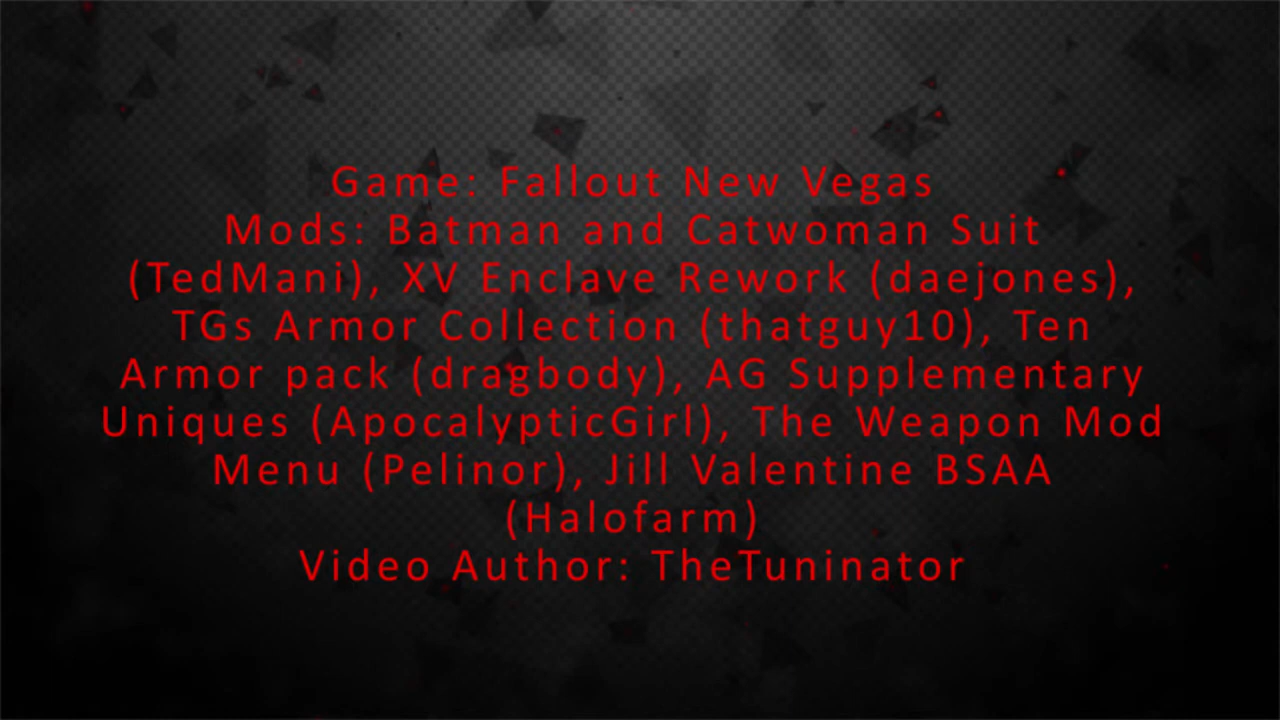 Game: Fallout New Vegas
Mods: Batman and Catwoman Suit
(TedMani), XV Enclave Rework (daejones),
TGs Armor Collection (thatguy10), Ten
Armor pack (dragbody), AG Supplementary
Uniques (ApocalypticGirl), The Weapon Mod
Menu (Pelinor), Jill Valentine BSAA
(Halofarm)
Video Author: TheTuninator